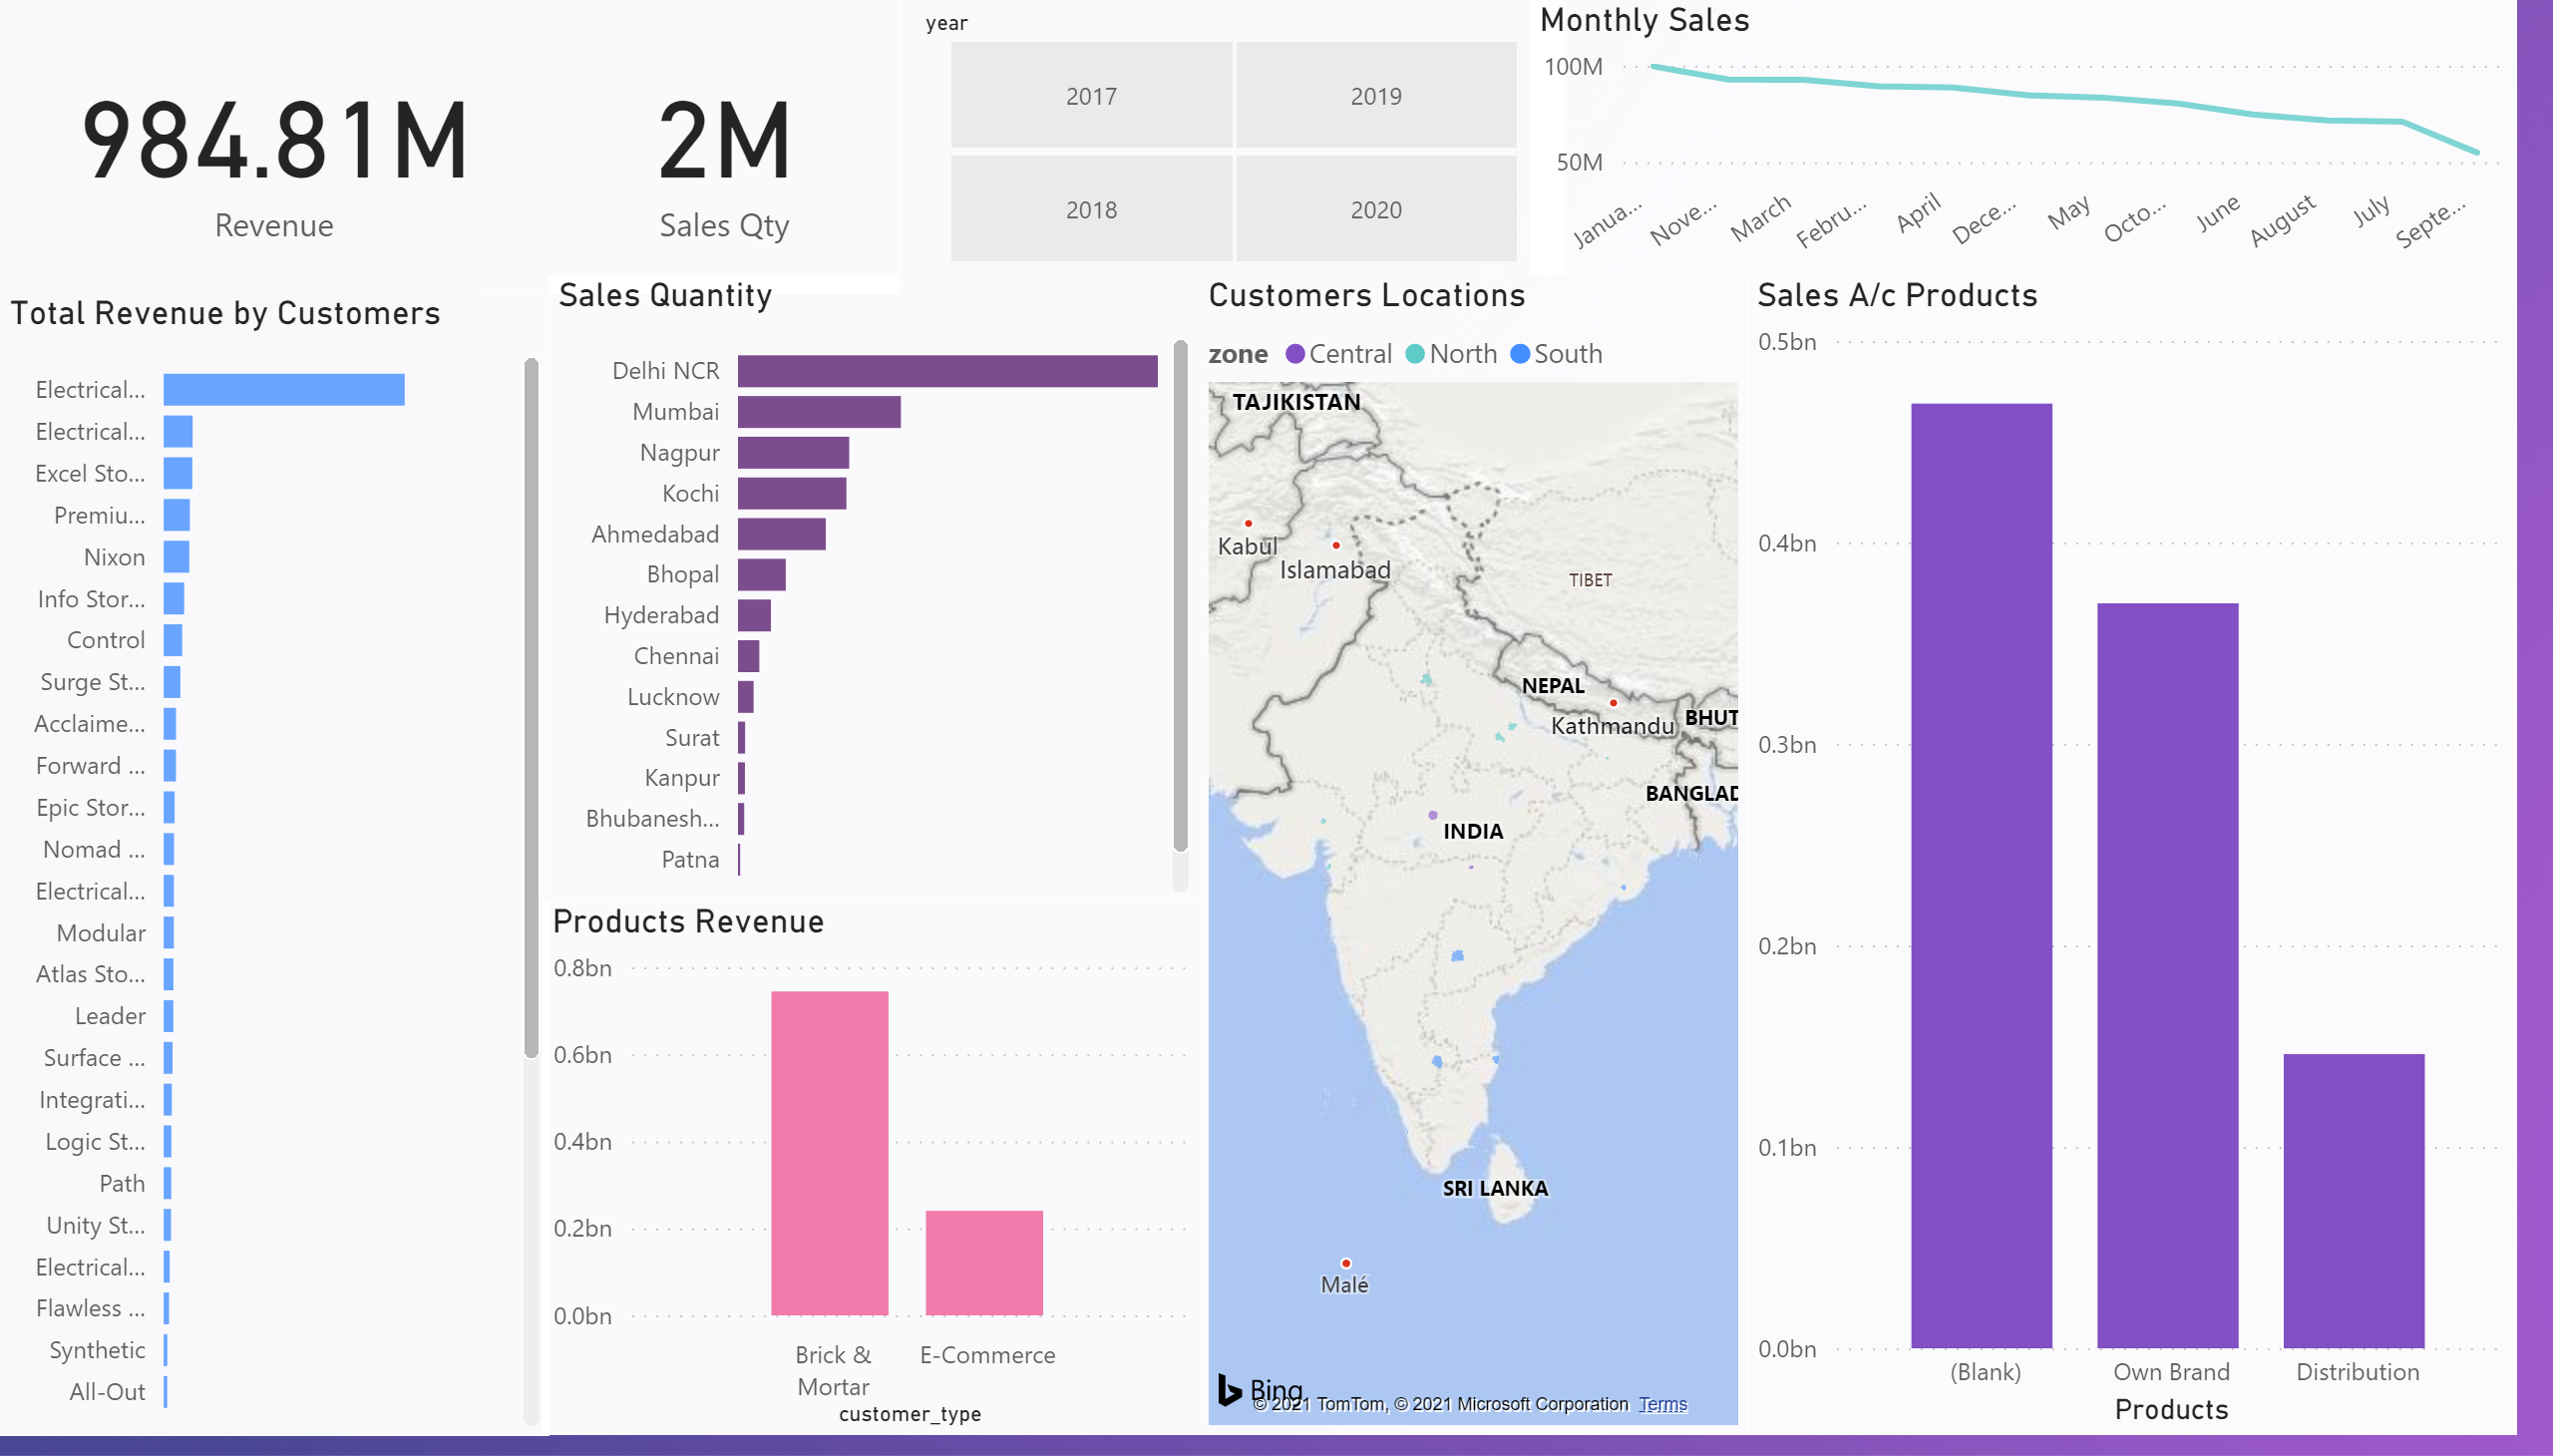 984.81M
Revenue
2M
Sales Qty
year
2017
2019
2018
2020
Monthly Sales
100M
50M
Janua...
Nove...
March
Febru...
April
Dece...
May
Octo...
June
August
July
Septe...
Total Revenue by Customers
Electrical...
Electrical...
Excel Sto...
Premiu...
Nixon
Info Stor...
Control
Surge St...
Acclaime...
Forward ...
Epic Stor...
Nomad ...
Electrical...
Modular
Atlas Sto...
Leader
Surface ...
Integrati...
Logic St...
Path
Unity St...
Electrical...
Flawless ...
Synthetic
All-Out
Sales Quantity
Delhi NCR
Mumbai
Nagpur
Kochi
Ahmedabad
Bhopal
Hyderabad
Chennai
Lucknow
Surat
Kanpur
Bhubanesh...
Patna
Products Revenue
0.8bn
0.6bn
0.4bn
0.2bn
0.0bn
Brick &
Mortar
E-Commerce
customer_type
Customers Locations
zone Central North South
TAJIKISTAN
Kabul
Islamabad
TIBET
NEPAL
Kathmandu
BHUT
BANGLAD
INDIA
SRI LANKA
Malé
Bing
© 2021 TomTom, © 2021 Microsoft Corporation Terms
Sales A/c Products
0.5bn
0.4bn
0.3bn
0.2bn
0.1bn
0.0bn
(Blank)
Own Brand
Distribution
Products